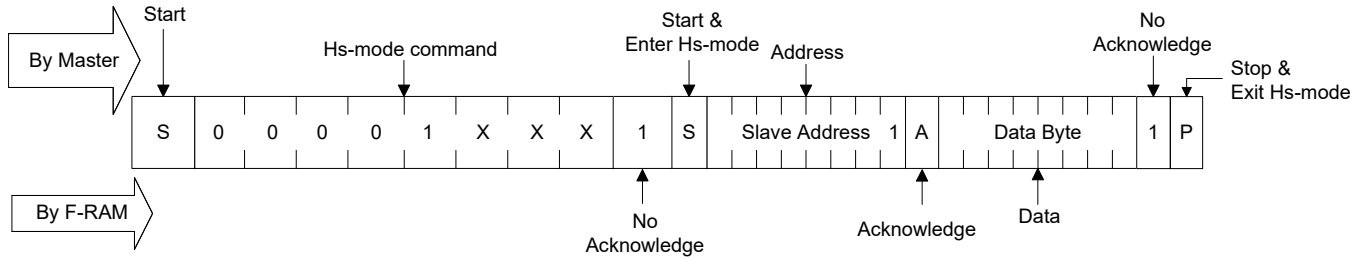 Start
Start &
Enter Hs-mode
No
Acknowledge
By Master
Hs-mode command
Address
Stop &
Exit Hs-mode
S 0 0 0 0 1 X X X 1 S Slave Address 1 A Data Byte 1 P
By F-RAM
No
Acknowledge
Acknowledge
Data